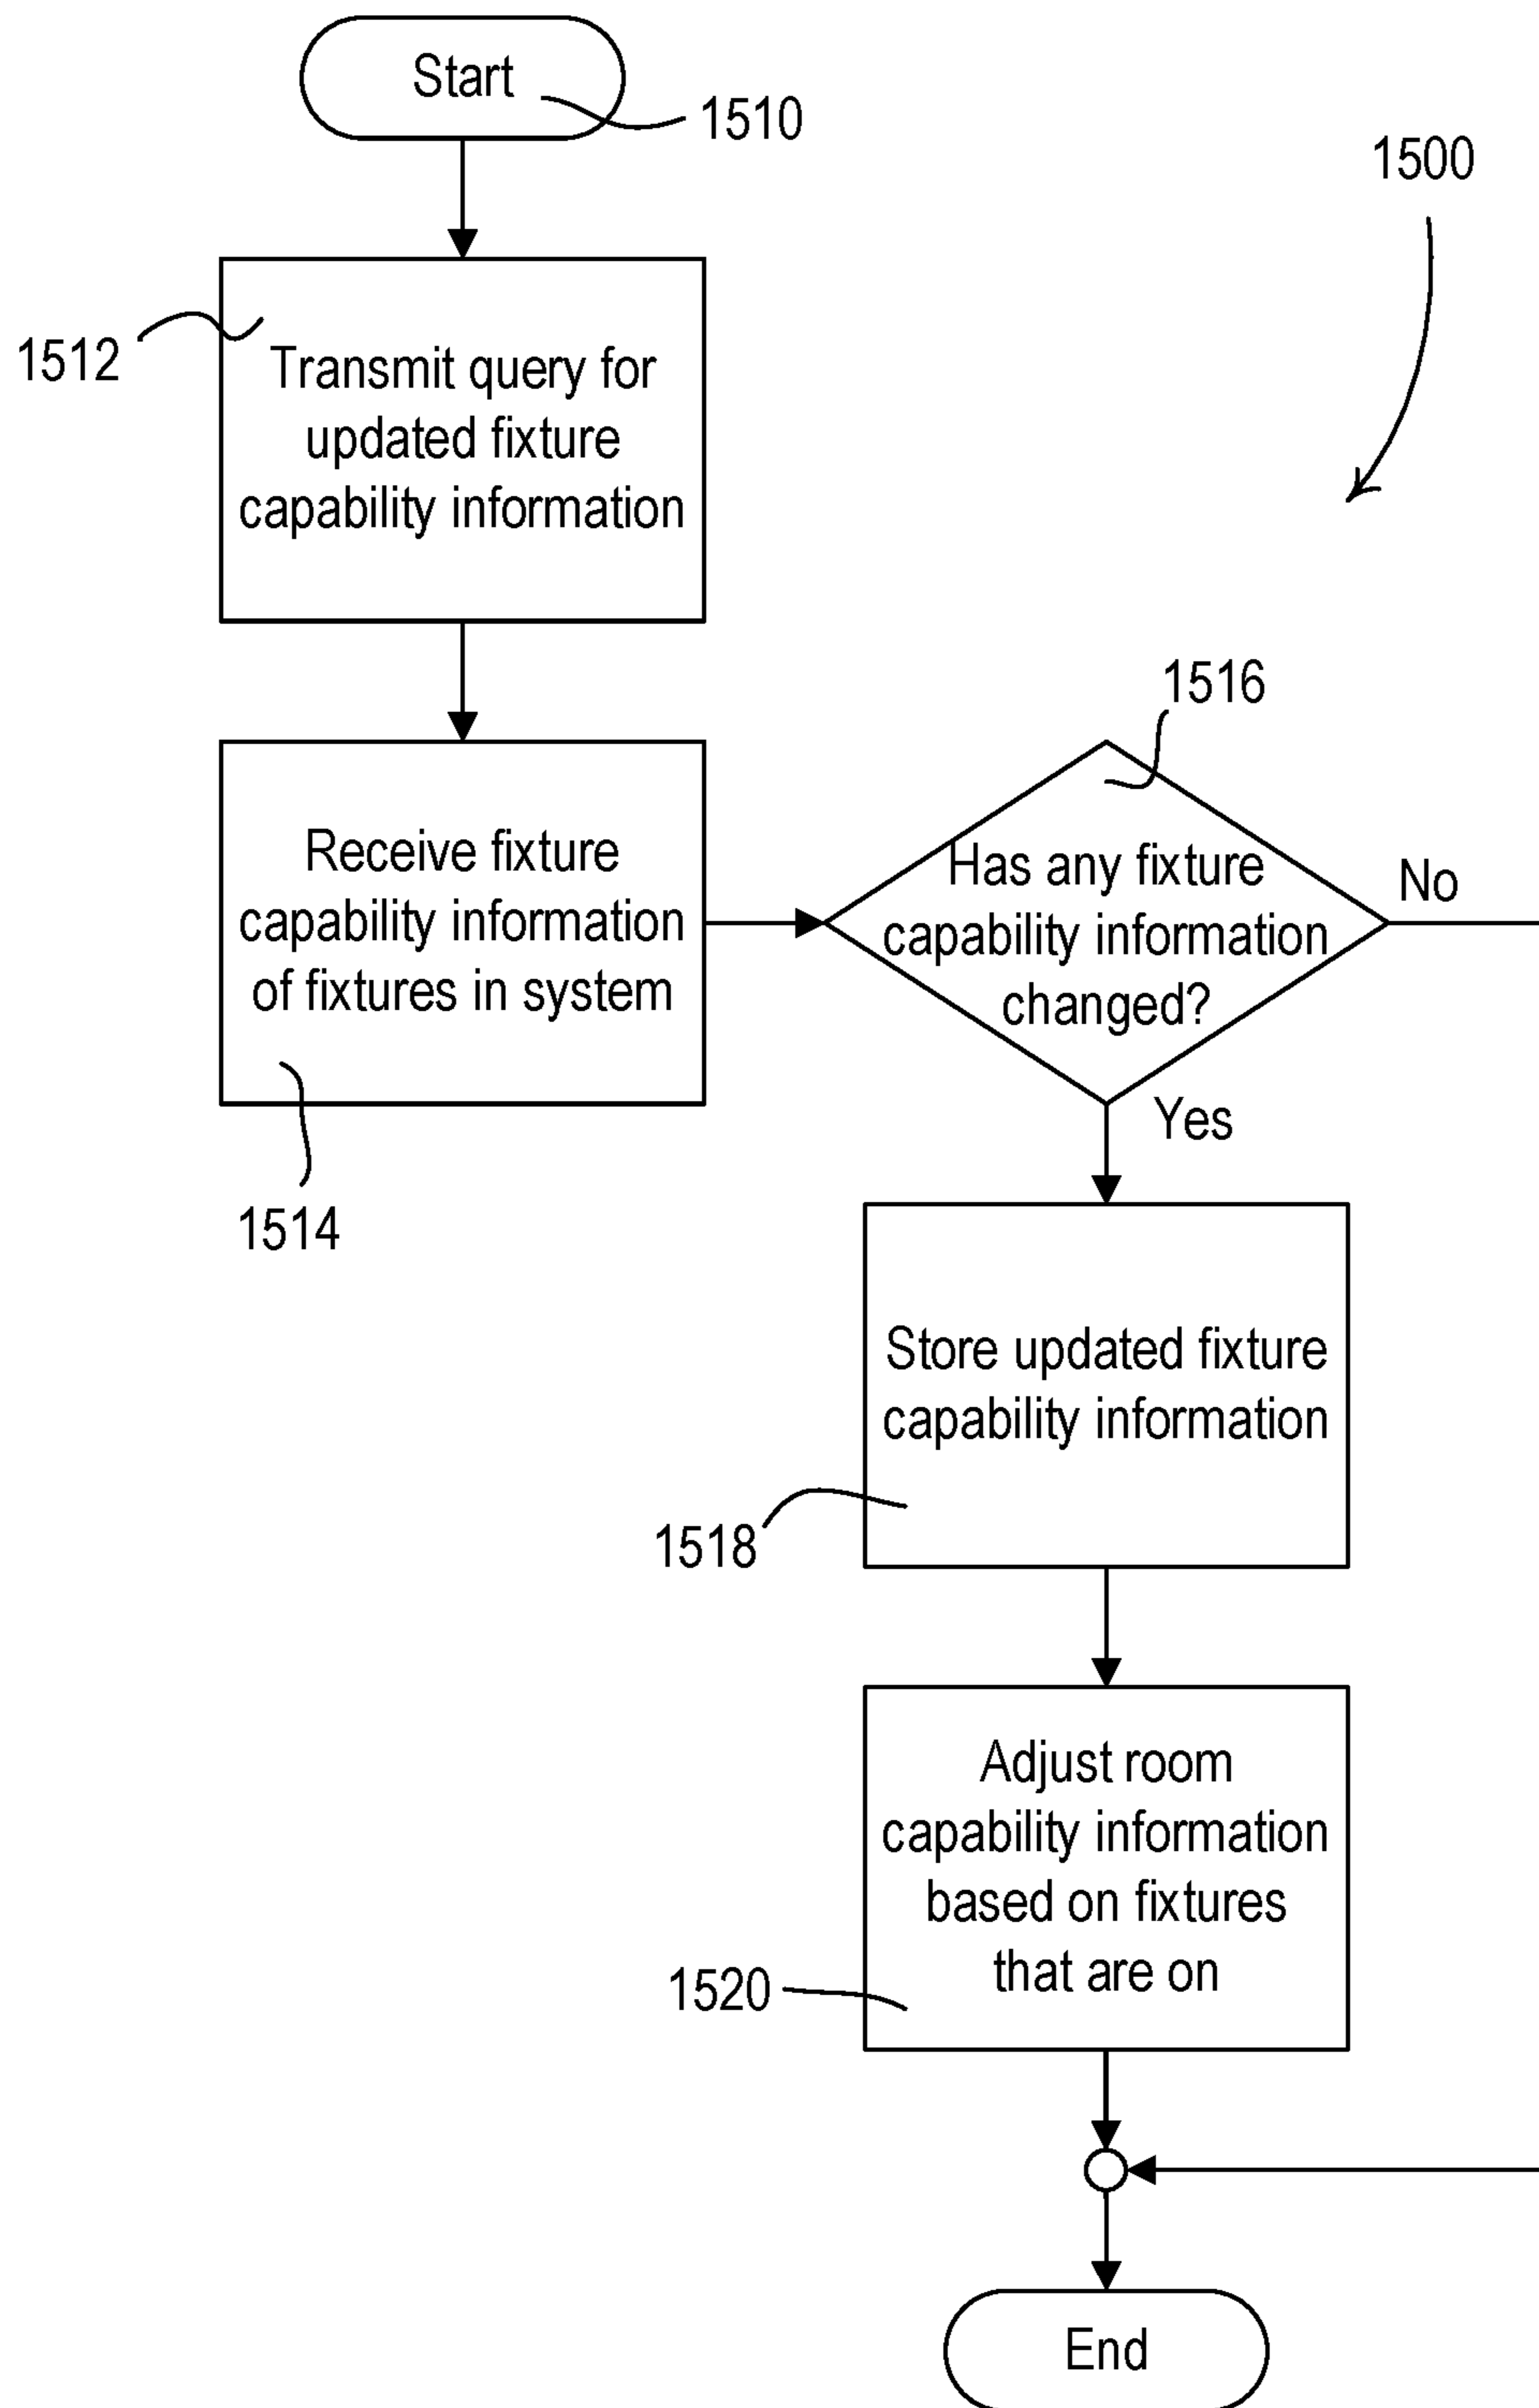 Start
1510
1500
1512
Transmit query for
updated fixture
capability information
1516
Receive fixture
capability information
of fixtures in system
Has any fixture
capability information
changed?
No
Yes
1514
Store updated fixture
capability information
1518
Adjust room
capability information
based on fixtures
that are on
1520
End